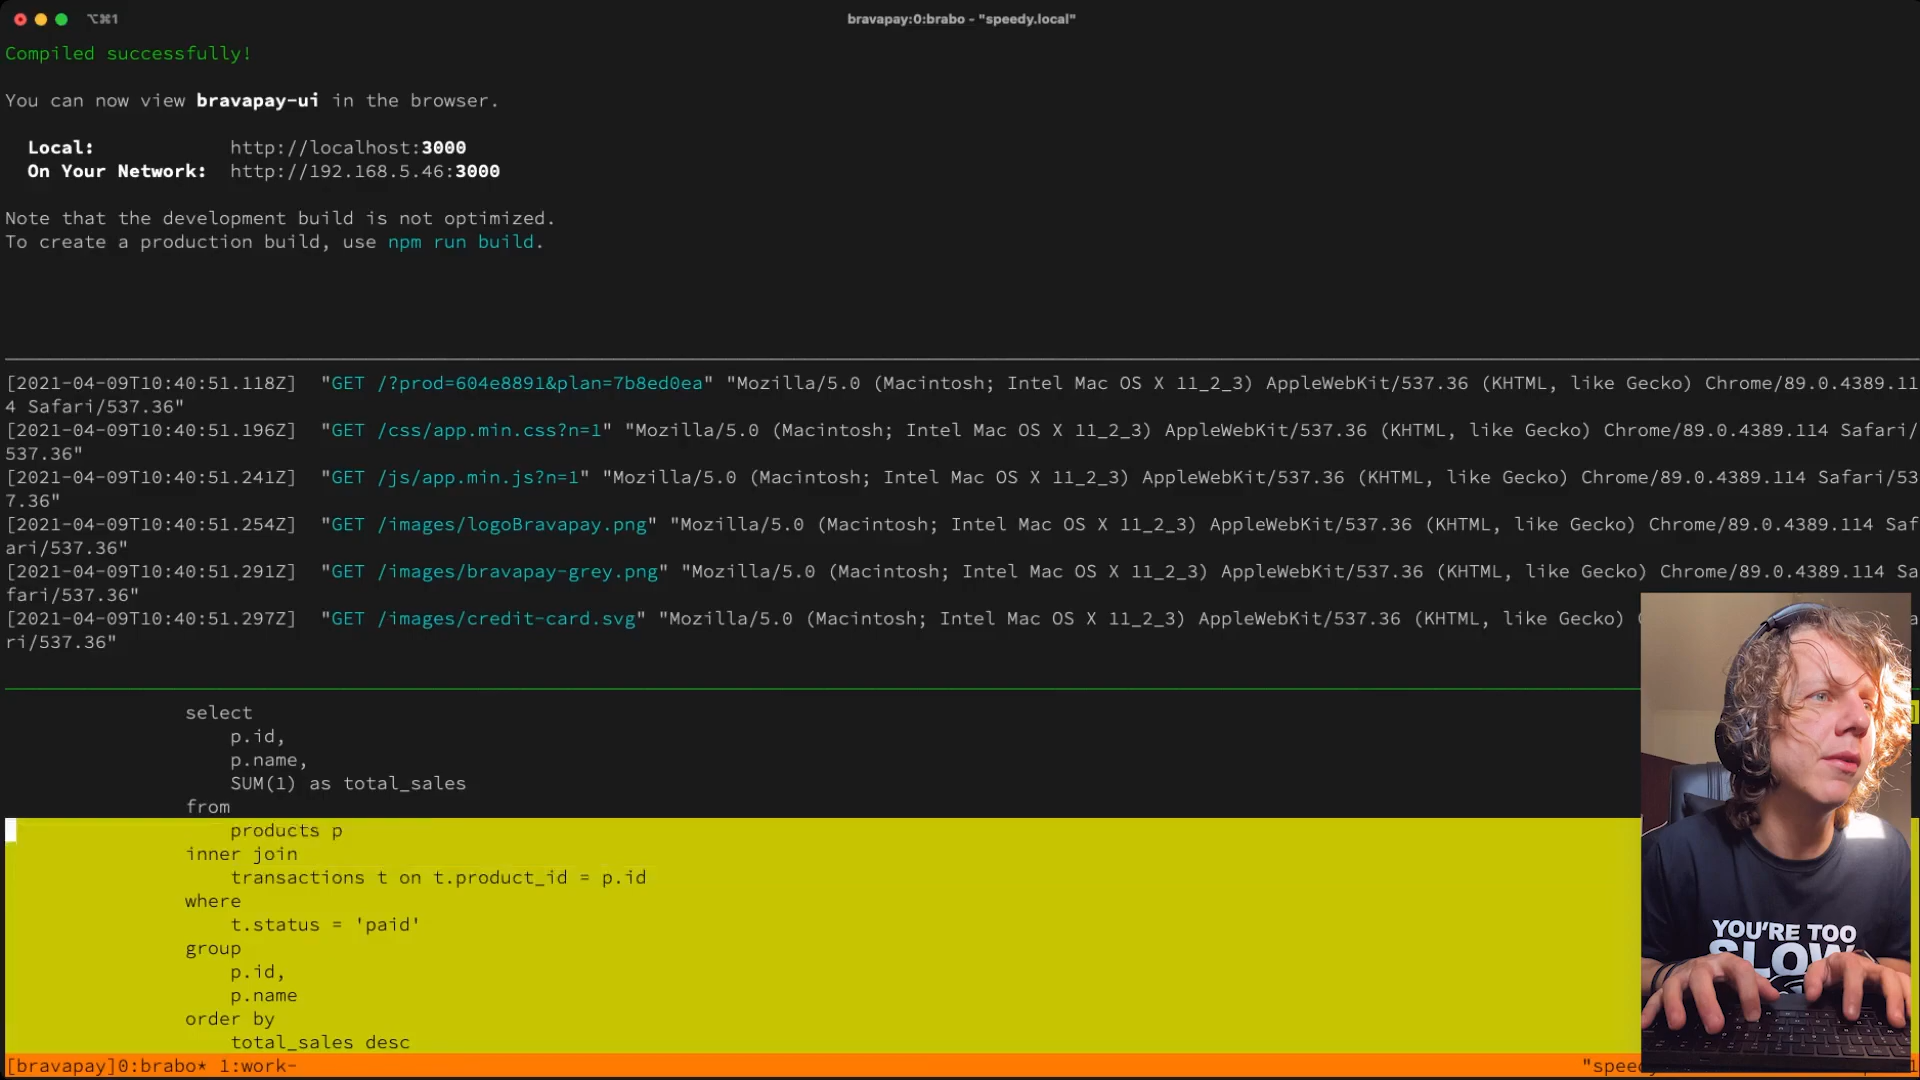 ⌥⌘1
bravapay:0:brabo - "speedy.local"
Compiled successfully!
You can now view bravapay-ui in the browser.
Local: http://localhost:3000
On Your Network: http://192.168.5.46:3000
Note that the development build is not optimized.
To create a production build, use npm run build.
[2021-04-09T10:40:51.118Z] "GET /?prod=604e8891&plan=7b8ed0ea" "Mozilla/5.0 (Macintosh; Intel Mac OS X 11_2_3) AppleWebKit/537.36 (KHTML, like Gecko) Chrome/89.0.4389.11
4 Safari/537.36"
[2021-04-09T10:40:51.196Z] "GET /css/app.min.css?n=1" "Mozilla/5.0 (Macintosh; Intel Mac OS X 11_2_3) AppleWebKit/537.36 (KHTML, like Gecko) Chrome/89.0.4389.114 Safari/
537.36"
[2021-04-09T10:40:51.241Z] "GET /js/app.min.js?n=1" "Mozilla/5.0 (Macintosh; Intel Mac OS X 11_2_3) AppleWebKit/537.36 (KHTML, like Gecko) Chrome/89.0.4389.114 Safari/53
7.36"
[2021-04-09T10:40:51.254Z] "GET /images/logoBravapay.png" "Mozilla/5.0 (Macintosh; Intel Mac OS X 11_2_3) AppleWebKit/537.36 (KHTML, like Gecko) Chrome/89.0.4389.114 Saf
ari/537.36"
[2021-04-09T10:40:51.291Z] "GET /images/bravapay-grey.png" "Mozilla/5.0 (Macintosh; Intel Mac OS X 11_2_3) AppleWebKit/537.36 (KHTML, like Gecko) Chrome/89.0.4389.114 Sa
fari/537.36"
[2021-04-09T10:40:51.297Z] "GET /images/credit-card.svg" "Mozilla/5.0 (Macintosh; Intel Mac OS X 11_2_3) AppleWebKit/537.36 (KHTML, like Gecko)
ri/537.36"
select
p.id,
p.name,
SUM(1) as total_sales
from
products p
inner join
transactions t on t.product_id = p.id
where
t.status = 'paid'
group
p.id,
p.name
order by
total_sales desc
[bravapay]0:brabo* 1:work-
YOU'RE TOO
SLOW